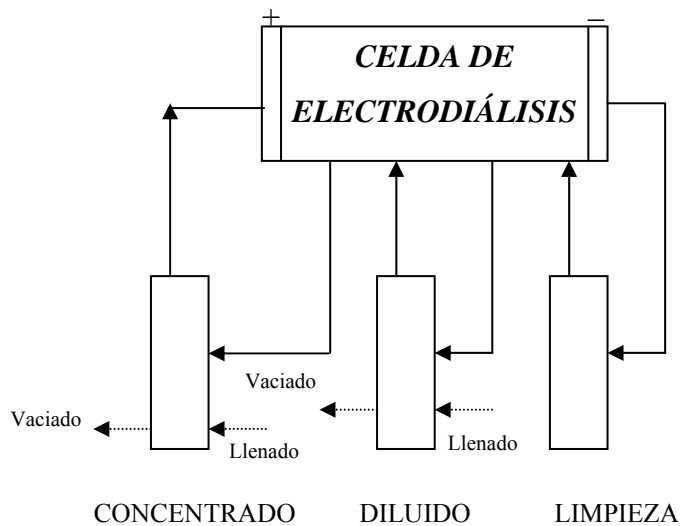 +
–
CELDA DE
ELECTRODIÁLISIS
Vaciado
Vaciado
Llenado
Llenado
CONCENTRADO DILUIDO LIMPIEZA